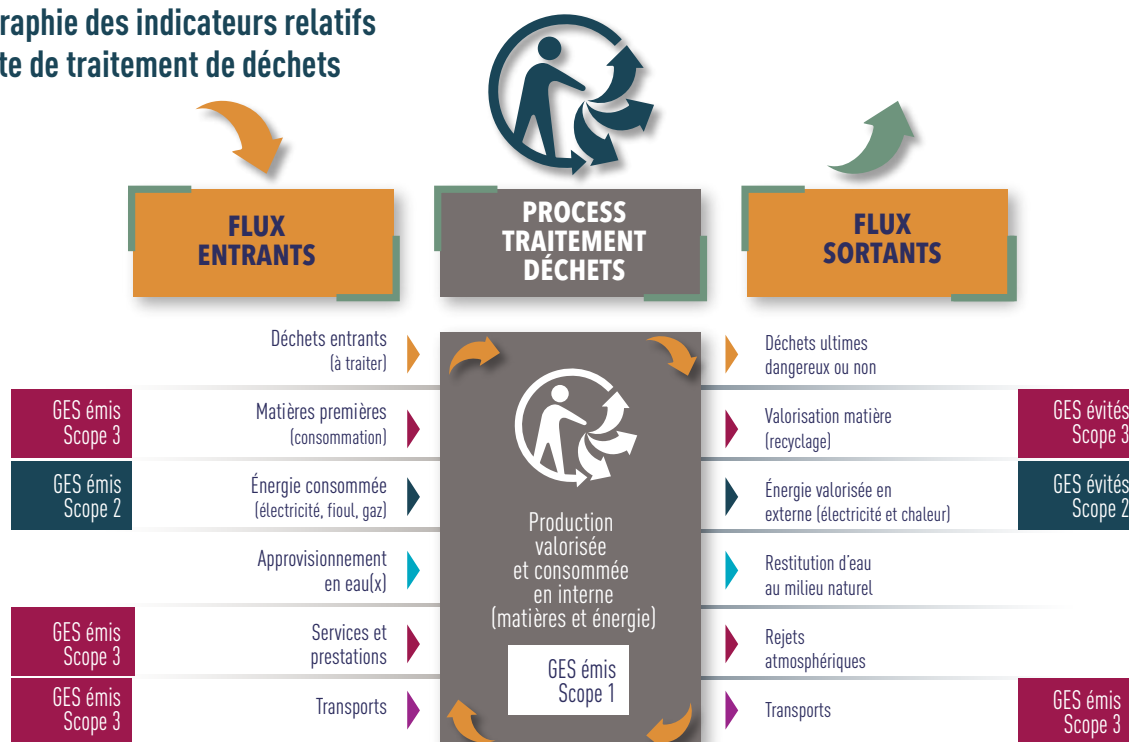 raphie des indicateurs relatifs
te de traitement de déchets
FLUX
ENTRANTS
PROCESS
TRAITEMENT
DÉCHETS
FLUX
SORTANTS
Déchets entrants
(à traiter)
GES émis
Scope 3
Matières premières
(consommation)
GES émis
Scope 2
Énergie consommée
(électricité, fioul, gaz)
Approvisionnement
en eau(x)
GES émis
Scope 3
Services et
prestations
GES émis
Scope 3
Transports
Production
valorisée
et consommée
en interne
(matières et énergie)
GES émis
Scope 1
Déchets ultimes
dangereux ou non
Valorisation matière
(recyclage)
GES évités
Scope 3
Énergie valorisée en
externe (électricité et chaleur)
GES évités
Scope 2
Restitution d'eau
au milieu naturel
Rejets
atmosphériques
Transports
GES émis
Scope 3